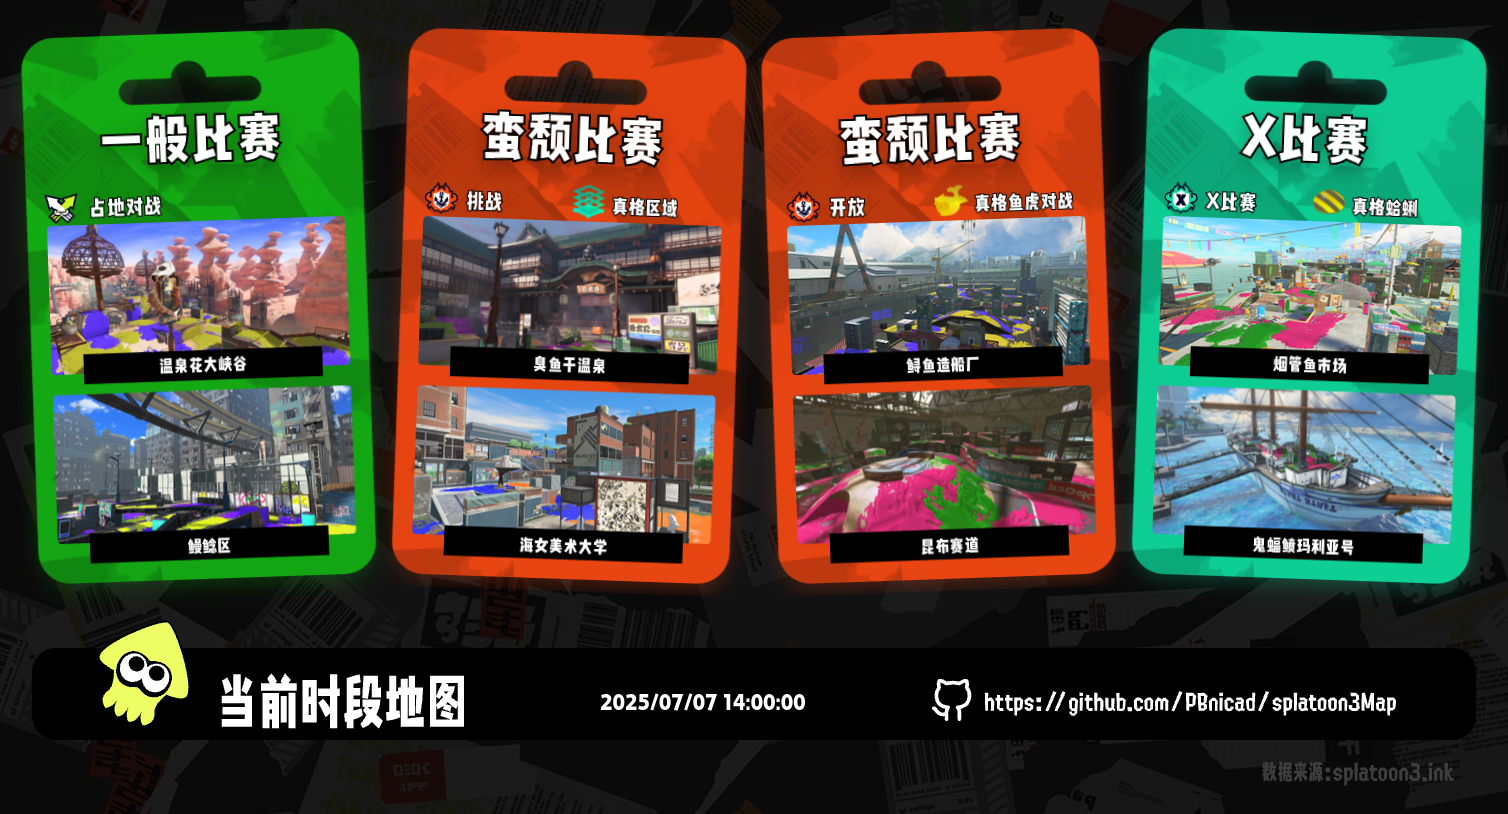 一般比赛
占地对战
温泉花大峡谷
鳗鲶区
蛮颓比赛
挑战
真格区域
臭鱼干温泉
海女美术大学
蛮颓比赛
开放
真格鱼虎对战
鲟鱼造船厂
昆布赛道
X比赛
X比赛
真格蛤蜊
烟管鱼市场
鬼蝠鲼玛利亚号
当前时段地图
2025/07/07 14:00:00
https://github.com/PBnicad/splatoon3Map
数据来源:splatoon3.ink